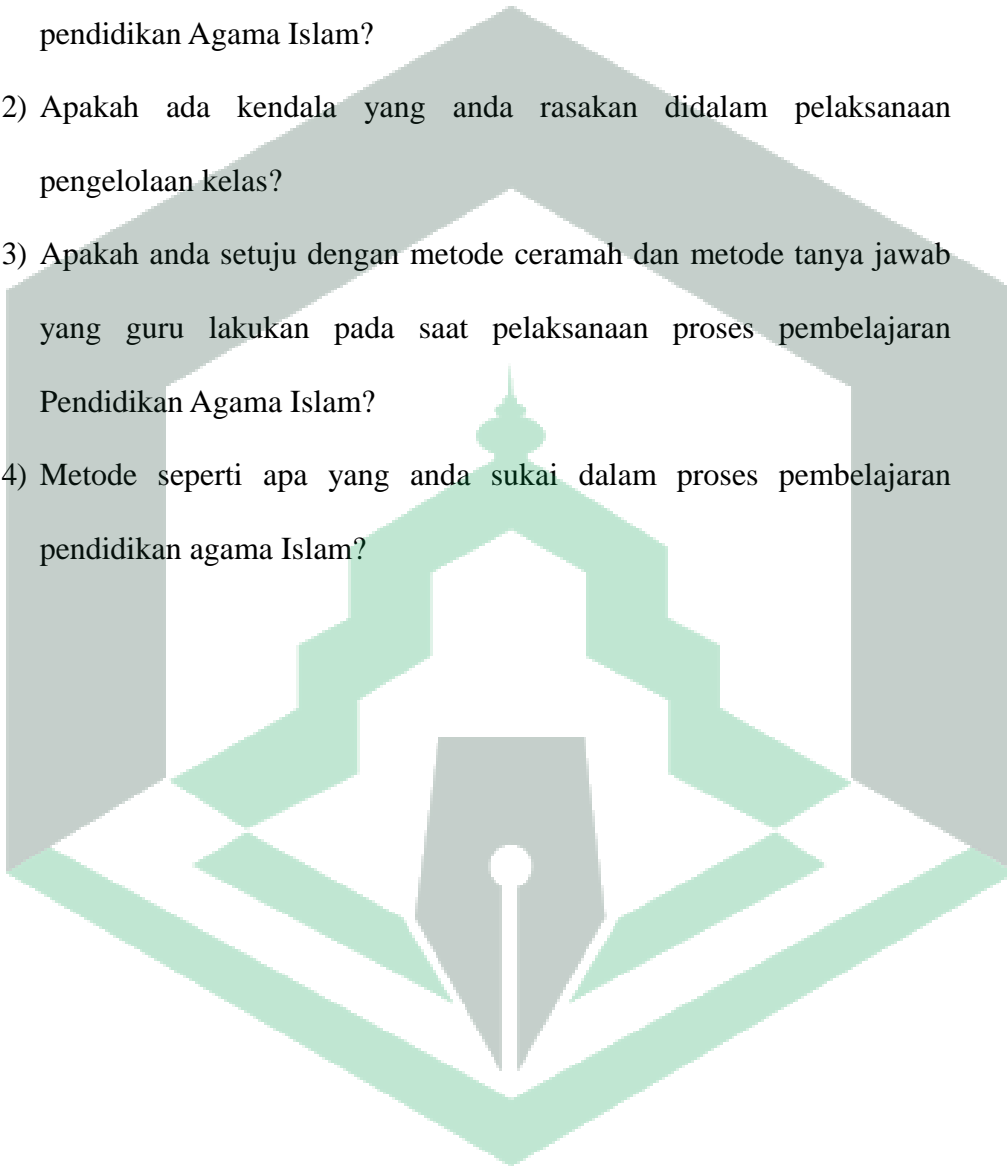 pendidikan Agama Islam?
2) Apakah ada kendala yang anda rasakan didalam pelaksanaan
pengelolaan kelas?
3) Apakah anda setuju dengan metode ceramah dan metode tanya jawab
yang guru lakukan pada saat pelaksanaan proses pembelajaran
Pendidikan Agama Islam?
4) Metode seperti apa yang anda sukai dalam proses pembelajaran
pendidikan agama Islam?